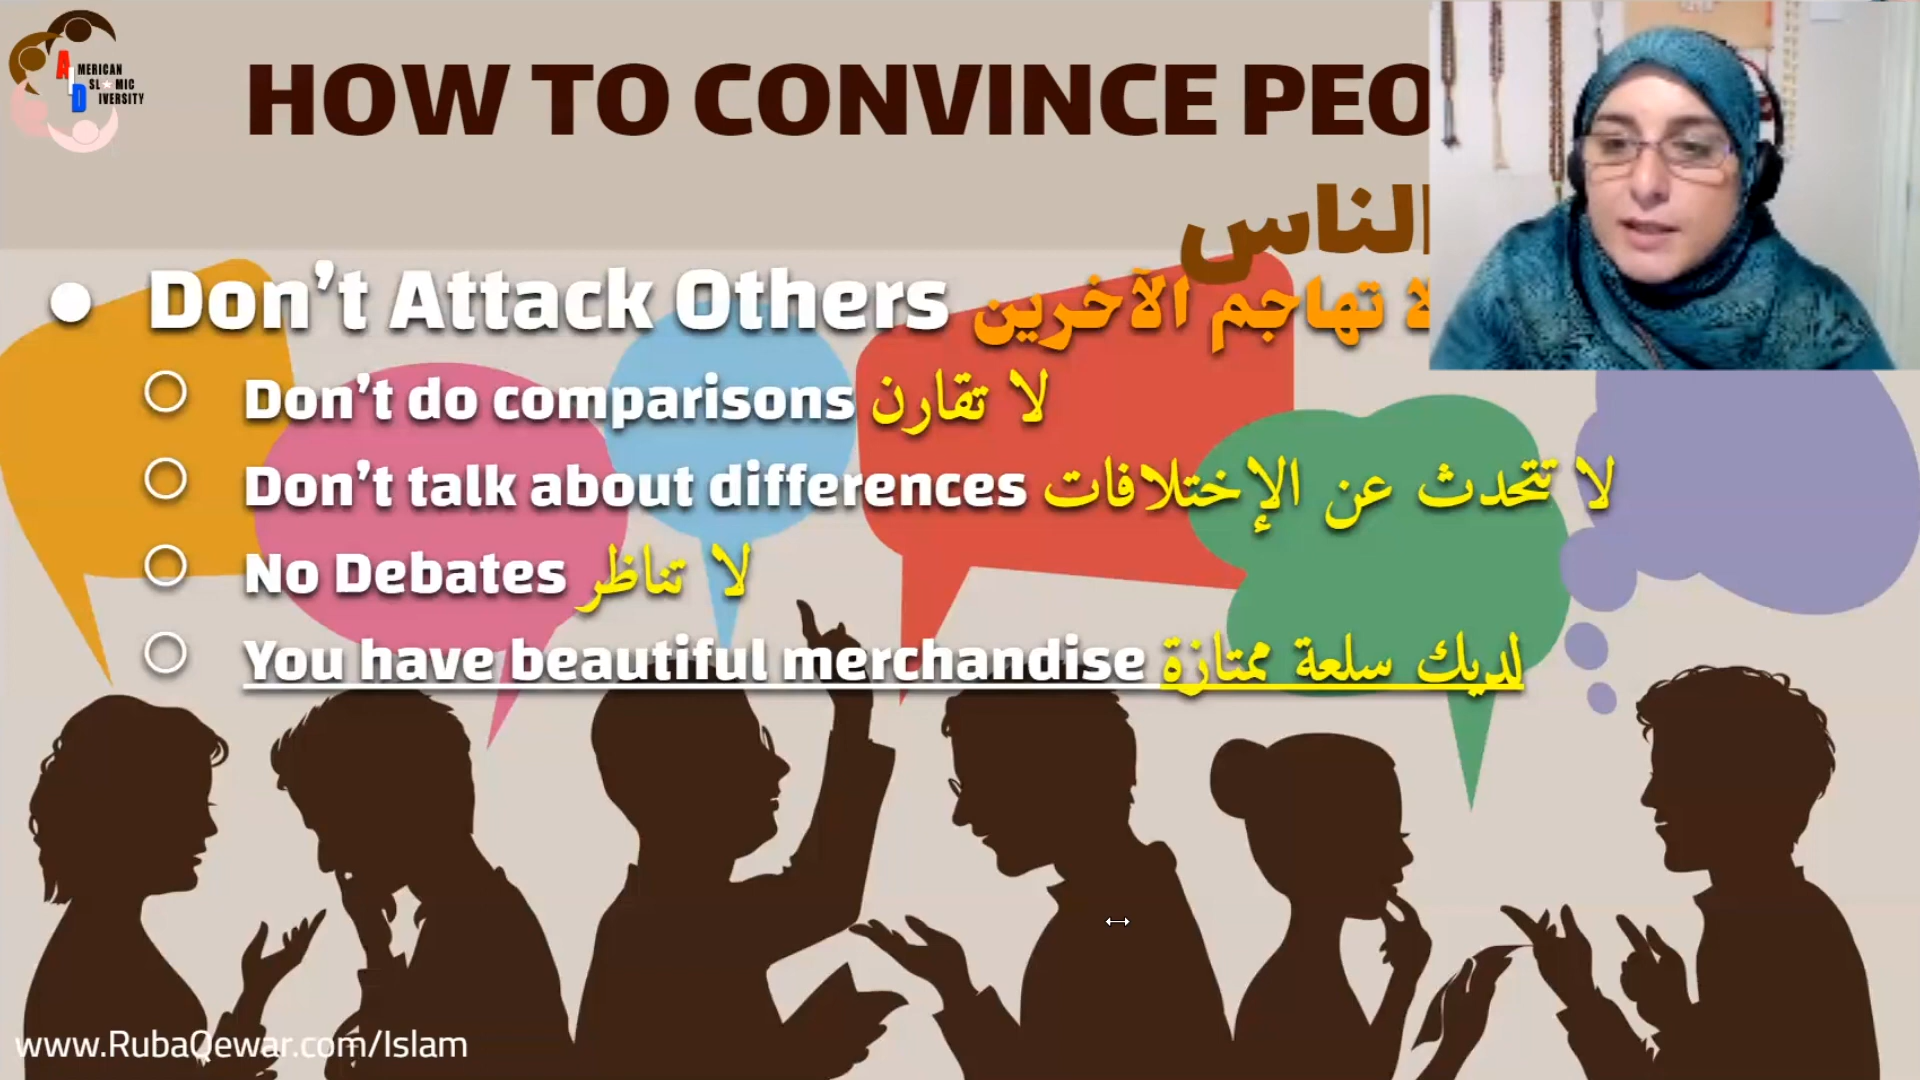 AMERICAN
ISL★MIC
DIVERSITY
HOW TO CONVINCE PEO
الناس
Don't Attack Others لا تهاجم الآخرين
Don't do comparisons لا تقارن
Don't talk about differences لا تتحدث عن الإختلافات
No Debates لا تناظر
You have beautiful merchandise لديك سلعة ممتازة
www.RubaQewar.com/Islam